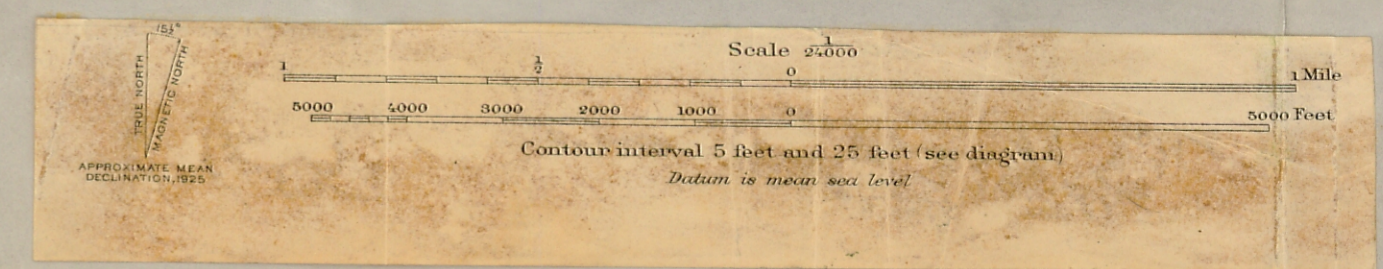 15½°
TRUE NORTH
MAGNETIC NORTH
APPROXIMATE MEAN
DECLINATION, 1925
Scale 1/24000
1 ½ 0 1 Mile
5000 4000 3000 2000 1000 0 5000 Feet
Contour interval 5 feet and 25 feet (see diagram)
Datum is mean sea level